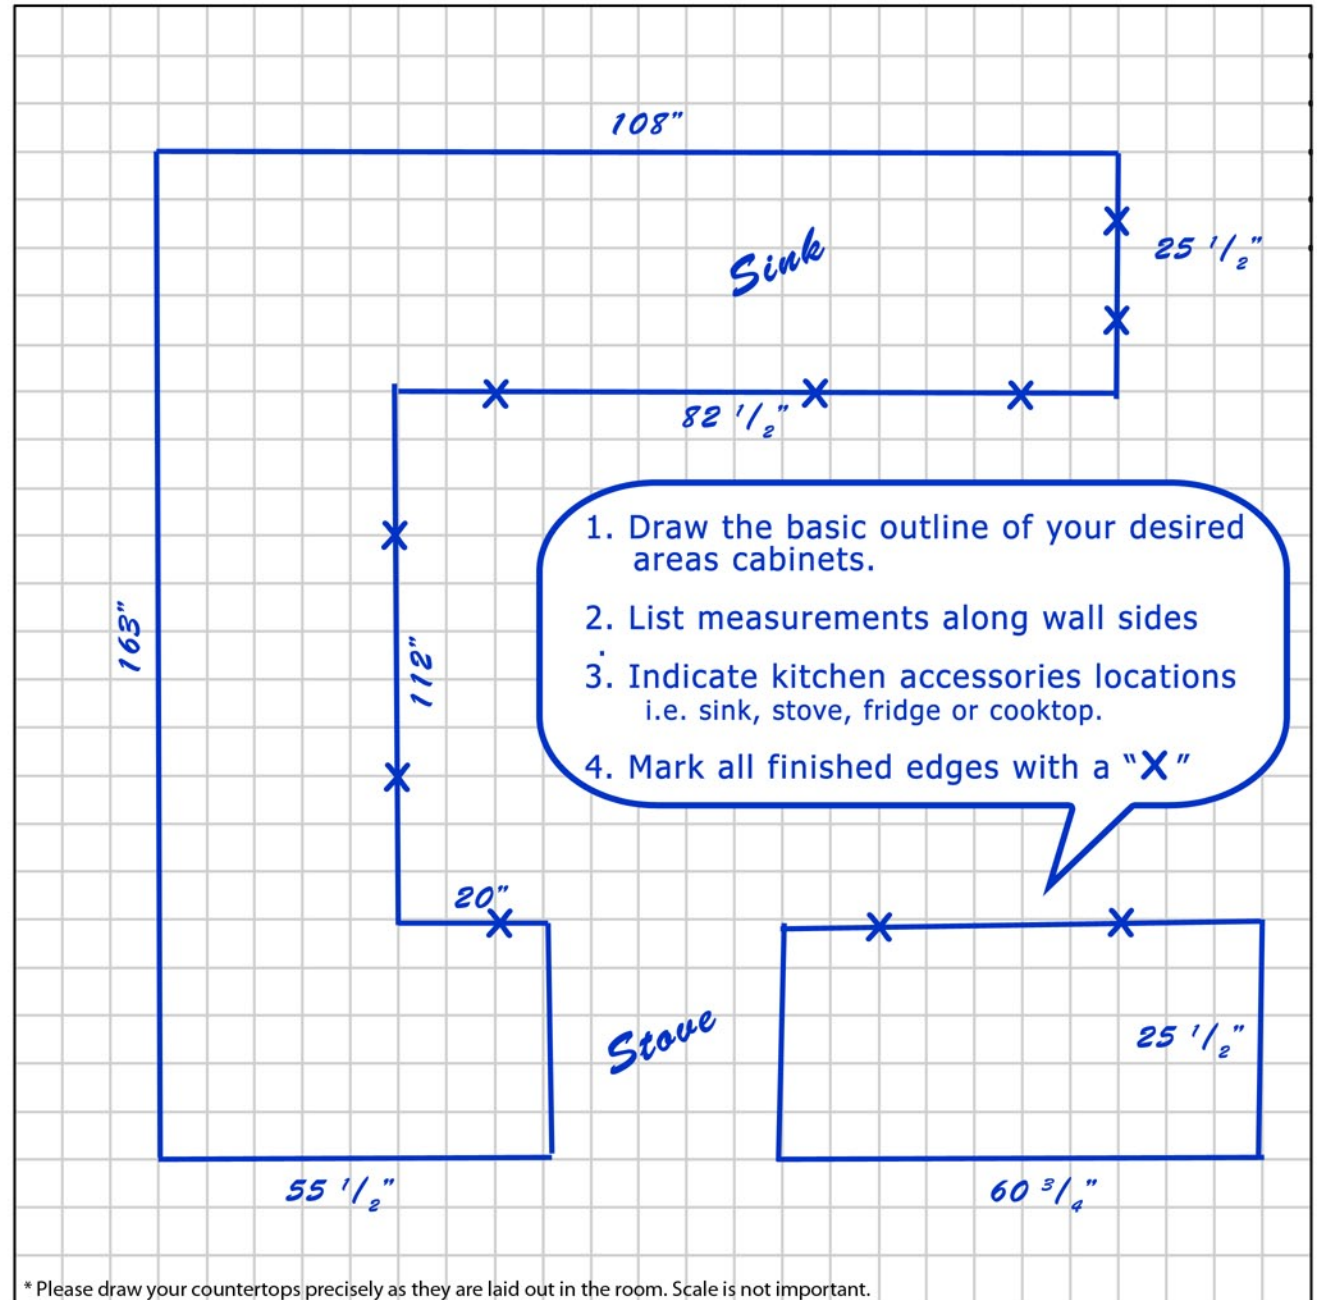 108"
Sink
25 1/2"
82 1/2"
1. Draw the basic outline of your desired
areas cabinets.
2. List measurements along wall sides
.
3. Indicate kitchen accessories locations
i.e. sink, stove, fridge or cooktop.
4. Mark all finished edges with a "X"
163"
112"
20"
Stove
25 1/2"
55 1/2"
60 3/4"
* Please draw your countertops precisely as they are laid out in the room. Scale is not important.